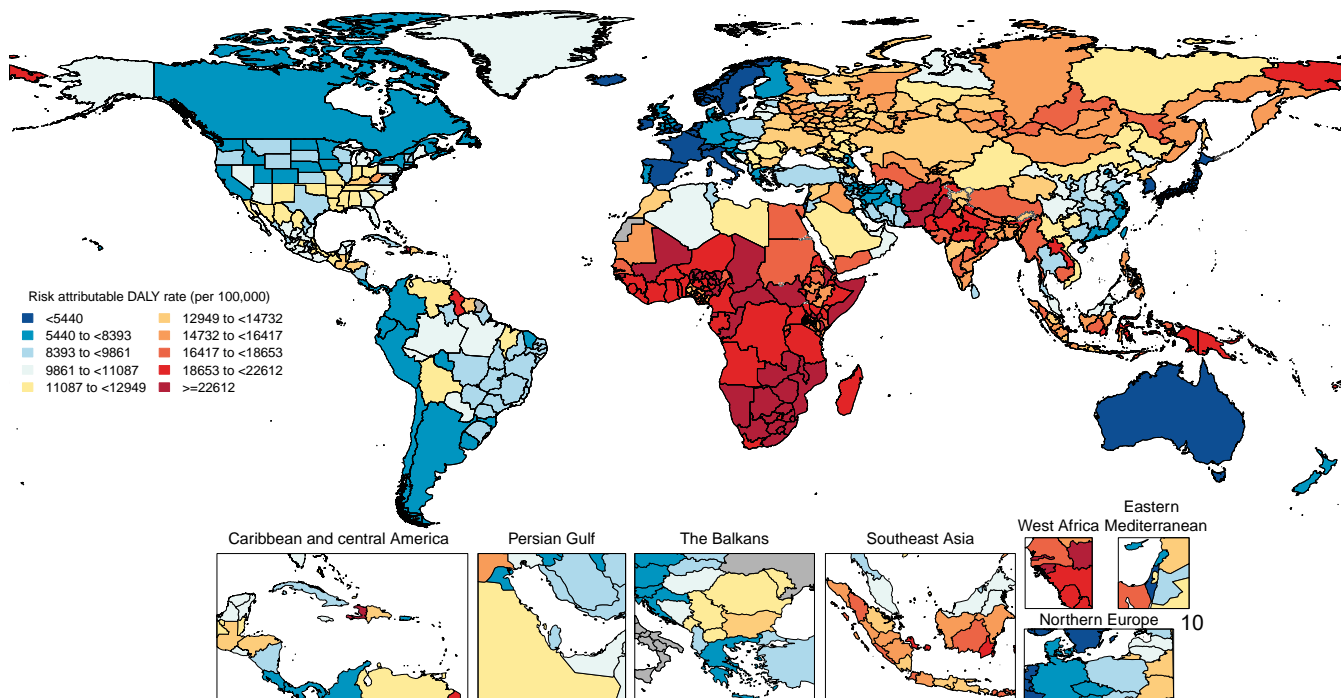 Risk attributable DALY rate (per 100,000)
<5440
5440 to <8393
8393 to <9861
9861 to <11087
11087 to <12949
12949 to <14732
14732 to <16417
16417 to <18653
18653 to <22612
>=22612
Caribbean and central America
Persian Gulf
The Balkans
Southeast Asia
West Africa
Eastern
Mediterranean
Northern Europe
10